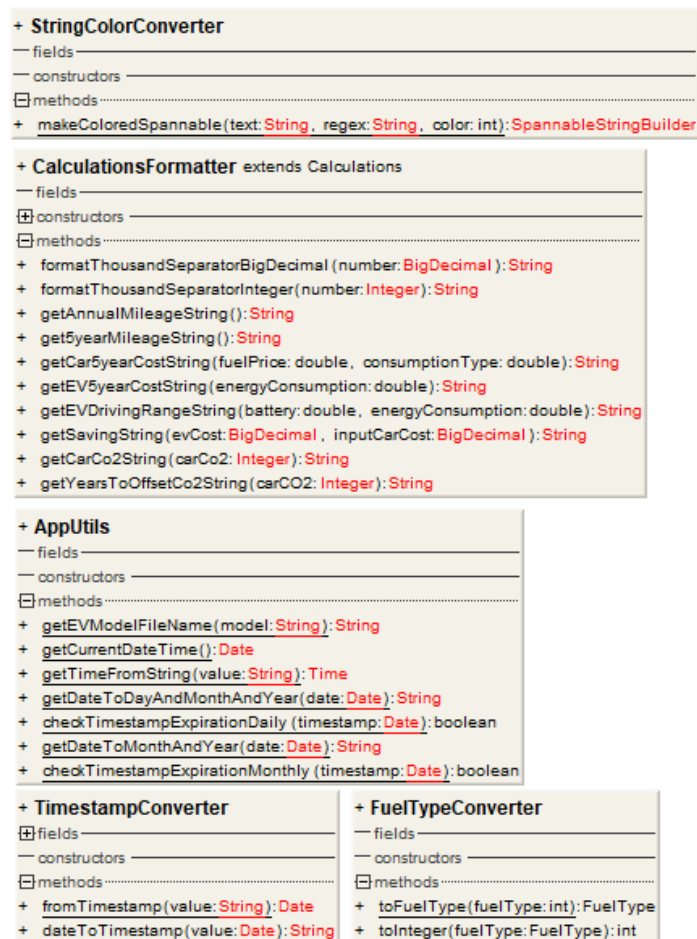 + StringColorConverter
fields
constructors
methods
+ makeColoredSpannable(text:String, regex:String, color:int):SpannableStringBuilder
+ CalculationsFormatter extends Calculations
fields
constructors
methods
+ formatThousandSeparatorBigDecimal(number:BigDecimal):String
+ formatThousandSeparatorInteger(number:Integer):String
+ getAnnualMileageString():String
+ get5yearMileageString():String
+ getCar5yearCostString(fuelPrice:double, consumptionType:double):String
+ getEV5yearCostString(energyConsumption:double):String
+ getEVDrivingRangeString(battery:double, energyConsumption:double):String
+ getSavingString(evCost:BigDecimal, inputCarCost:BigDecimal):String
+ getCarCo2String(carCo2:Integer):String
+ getYearsToOffsetCo2String(carCO2:Integer):String
+ AppUtils
fields
constructors
methods
+ getEVModelFileName(model:String):String
+ getCurrentDateTime():Date
+ getTimeFromString(value:String):Time
+ getDateToDayAndMonthAndYear(date:Date):String
+ checkTimestampExpirationDaily(timestamp:Date):boolean
+ getDateToMonthAndYear(date:Date):String
+ checkTimestampExpirationMonthly(timestamp:Date):boolean
+ TimestampConverter
fields
constructors
methods
+ fromTimestamp(value:String):Date
+ dateToTimestamp(value:Date):String
+ FuelTypeConverter
fields
constructors
methods
+ toFuelType(fuelType:int):FuelType
+ toInteger(fuelType:FuelType):int